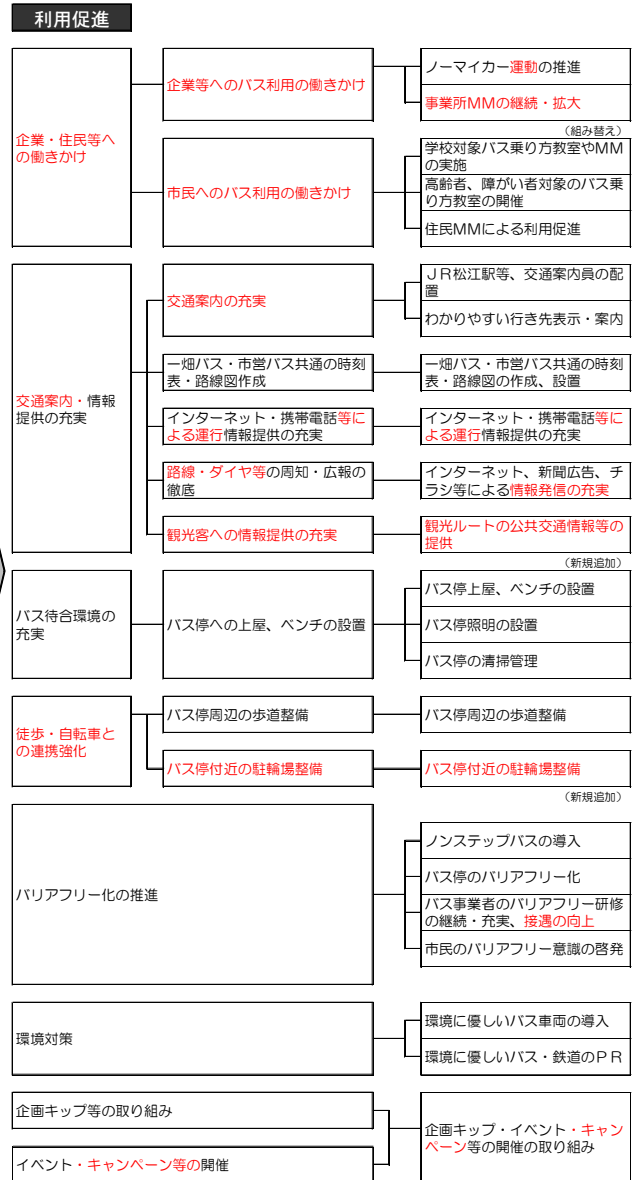 利用促進
企業・住民等へ
の働きかけ
企業等へのバス利用の働きかけ
ノーマイカー運動の推進
事業所MMの継続・拡大
（組み替え）
市民へのバス利用の働きかけ
学校対象バス乗り方教室やMM
の実施
高齢者、障がい者対象のバス乗
り方教室の開催
住民MMによる利用促進
交通案内・情報
提供の充実
交通案内の充実
ＪＲ松江駅等、交通案内員の配
置
わかりやすい行き先表示・案内
一畑バス・市営バス共通の時刻
表・路線図作成
一畑バス・市営バス共通の時刻
表・路線図の作成、設置
インターネット・携帯電話等に
よる運行情報提供の充実
インターネット・携帯電話等に
よる運行情報提供の充実
路線・ダイヤ等の周知・広報の
徹底
インターネット、新聞広告、チ
ラシ等による情報発信の充実
観光客への情報提供の充実
観光ルートの公共交通情報等の
提供
（新規追加）
バス待合環境の
充実
バス停への上屋、ベンチの設置
バス停上屋、ベンチの設置
バス停照明の設置
バス停の清掃管理
徒歩・自転車と
の連携強化
バス停周辺の歩道整備
バス停周辺の歩道整備
バス停付近の駐輪場整備
バス停付近の駐輪場整備
（新規追加）
バリアフリー化の推進
ノンステップバスの導入
バス停のバリアフリー化
バス事業者のバリアフリー研修
の継続・充実、接遇の向上
市民のバリアフリー意識の啓発
環境対策
環境に優しいバス車両の導入
環境に優しいバス・鉄道のＰＲ
企画キップ等の取り組み
イベント・キャンペーン等の開催
企画キップ・イベント・キャン
ペーン等の開催の取り組み